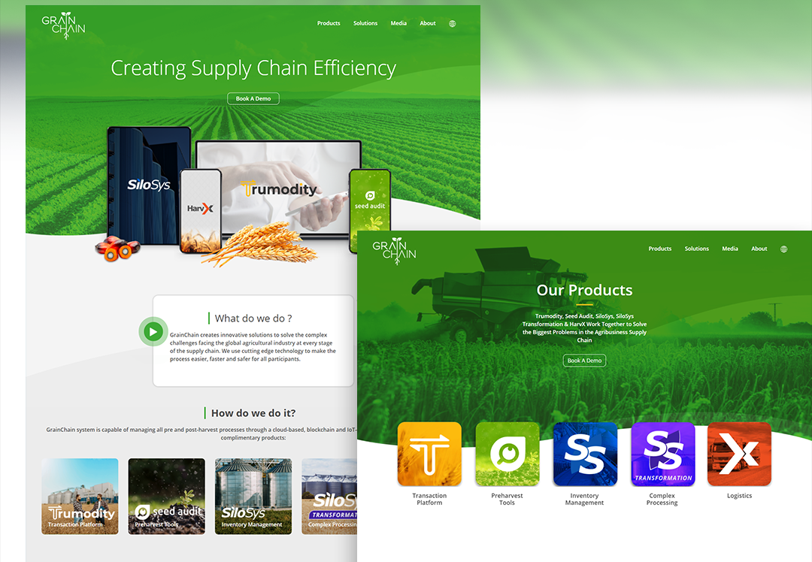 GRAIN
CHAIN
Products Solutions Media About
Creating Supply Chain Efficiency
Book A Demo
SiloSys
HarvX
Trumodity
seed audit
What do we do ?
GrainChain creates innovative solutions to solve the complex
challenges facing the global agricultural industry at every stage
of the supply chain. We use cutting edge technology to make the
process easier, faster and safer for all participants.
How do we do it?
GrainChain system is capable of managing all pre and post-harvest processes through a cloud-based, blockchain and IoT-
complimentary products:
Trumodity
Transaction Platform
seed audit
PreHarvest Tools
SiloSys
Inventory Management
SiloS
TRANSFORMAT
Complex Processin
GRAIN
CHAIN
Products Solutions Media About
Our Products
Trumodity, Seed Audit, SiloSys, SiloSys
Transformation & HarvX Work Together to Solve
the Biggest Problems in the Agribusiness Supply
Chain
Book A Demo
T
SS
SS
TRANSFORMATION
X
Transaction
Platform
Preharvest
Tools
Inventory
Management
Complex
Processing
Logistics